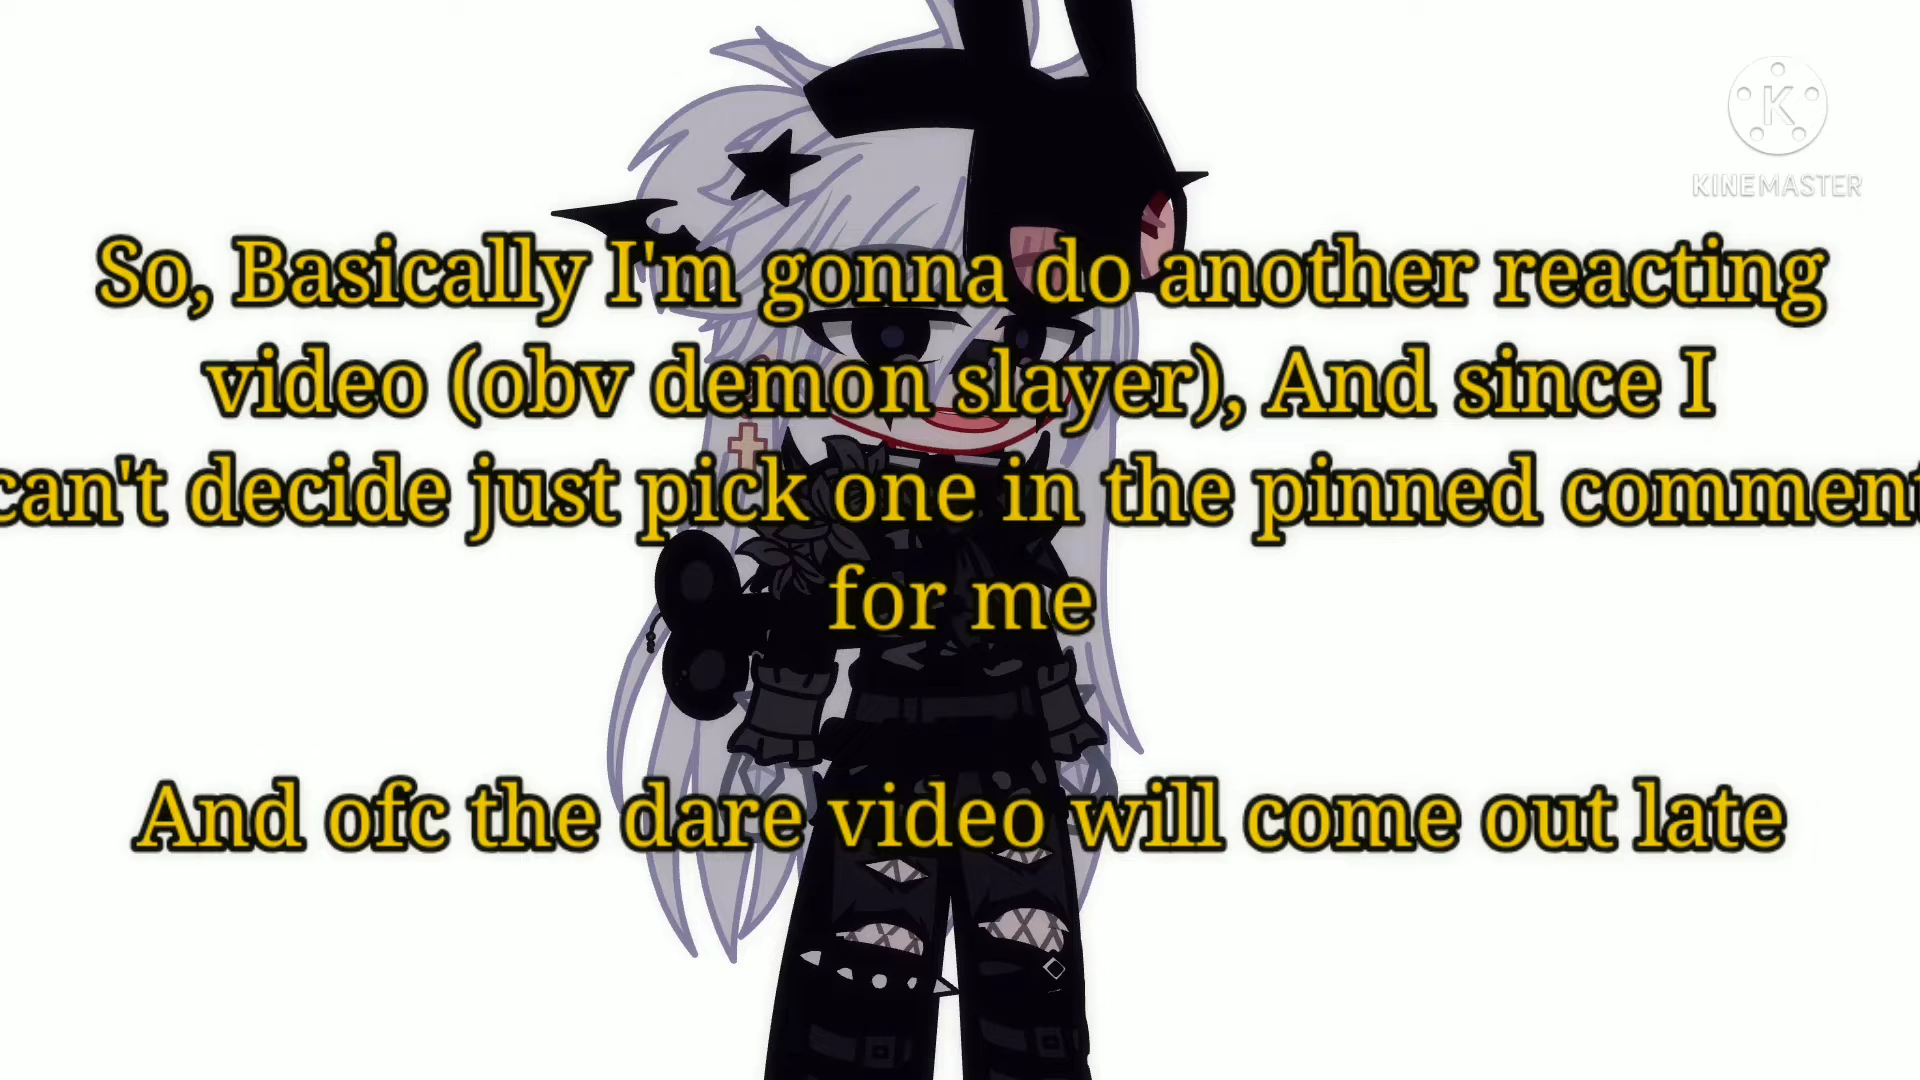 K
KINEMASTER
So, Basically I'm gonna do another reacting
video (obv demon slayer), And since I
can't decide just pick one in the pinned comment
for me
And ofc the dare video will come out late